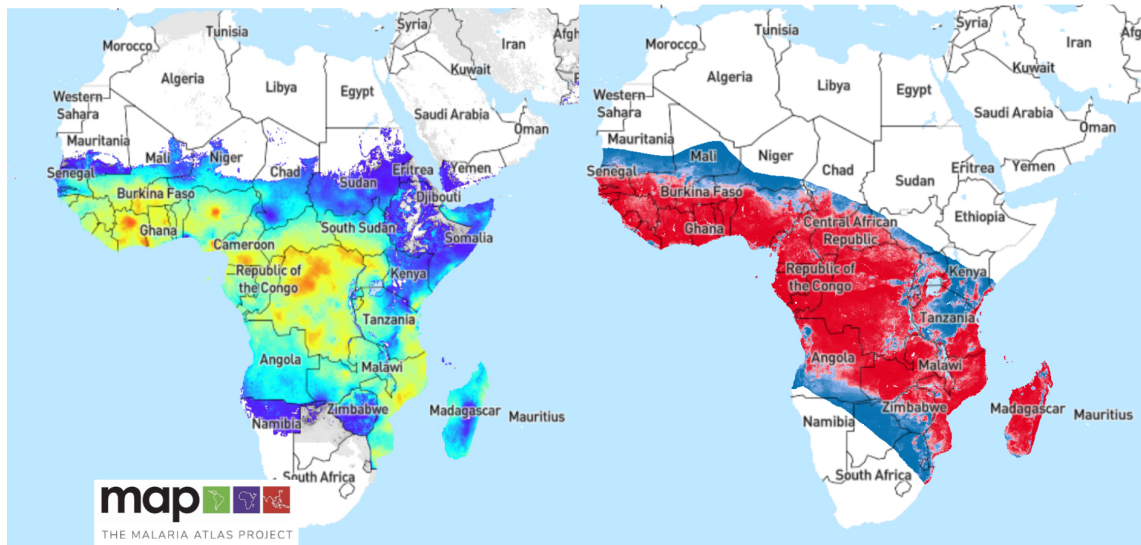 Tunisia
Syria
Morocco
Iran
Afgh
Kuwait
Algeria
Libya
Egypt
Western
Sahara
Saudi Arabia
Oman
Mauritania
Mali
Niger
Chad
Sudan
Eritrea
Yemen
Senegal
Burkina Faso
Djibouti
Ghana
South Sudan
Somalia
Cameroon
Republic of
the Congo
Kenya
Tanzania
Angola
Malawi
Zimbabwe
Madagascar
Mauritius
Namibia
South Africa
map
THE MALARIA ATLAS PROJECT
Tunisia
Syria
Morocco
Iran
Af
Kuwait
Algeria
Libya
Egypt
Western
Sahara
Saudi Arabia
Oman
Mauritania
Mali
Niger
Chad
Sudan
Eritrea
Yemen
Senegal
Burkina Faso
Ghana
Central African
Republic
Ethiopia
Republic of
the Congo
Kenya
Tanzania
Angola
Malawi
Zimbabwe
Madagascar
Mauritius
Namibia
South Africa